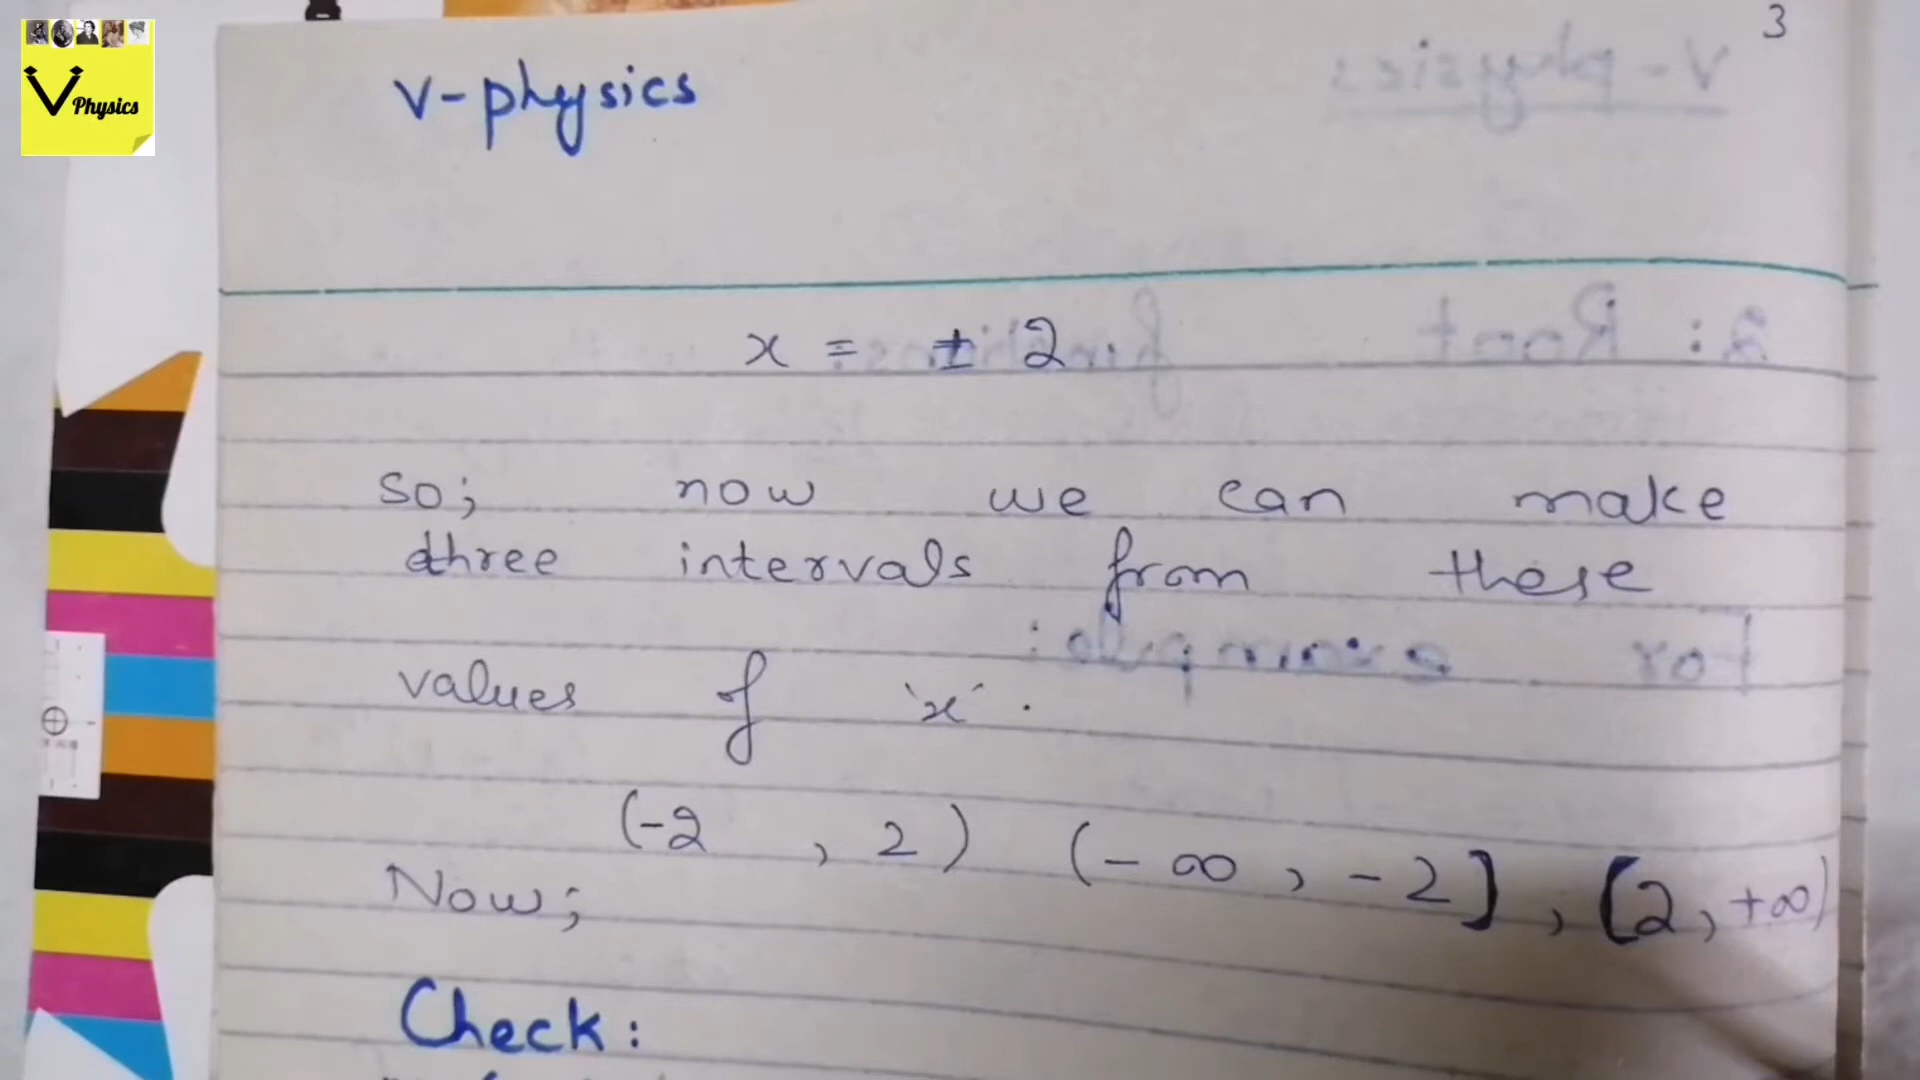 V Physics
3
v-physics
x = ± 2.
so; now we can make
three intervals from these
values of 'x'.
(-2 , 2) (-∞, -2] , [2, +∞)
Now;
Check: